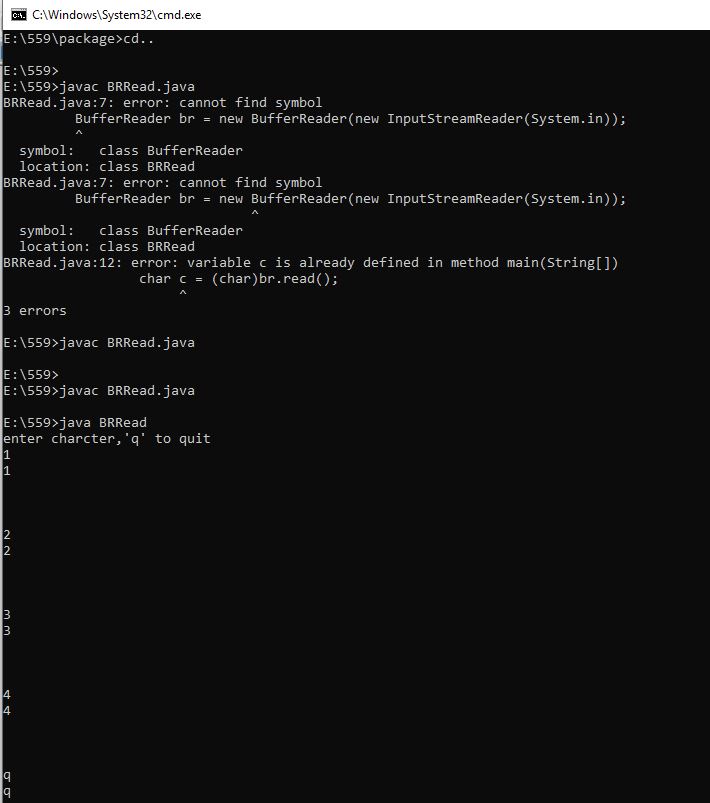 C:\Windows\System32\cmd.exe
E:\559\package>cd..
E:\559>
E:\559>javac BRRead.java
BRRead.java:7: error: cannot find symbol
         BufferReader br = new BufferReader(new InputStreamReader(System.in));
         ^
  symbol:   class BufferReader
  location: class BRRead
BRRead.java:7: error: cannot find symbol
         BufferReader br = new BufferReader(new InputStreamReader(System.in));
                               ^
  symbol:   class BufferReader
  location: class BRRead
BRRead.java:12: error: variable c is already defined in method main(String[])
                 char c = (char)br.read();
                      ^
3 errors
E:\559>javac BRRead.java
E:\559>
E:\559>javac BRRead.java
E:\559>java BRRead
enter charcter,'q' to quit
1
1
2
2
3
3
4
4
q
q